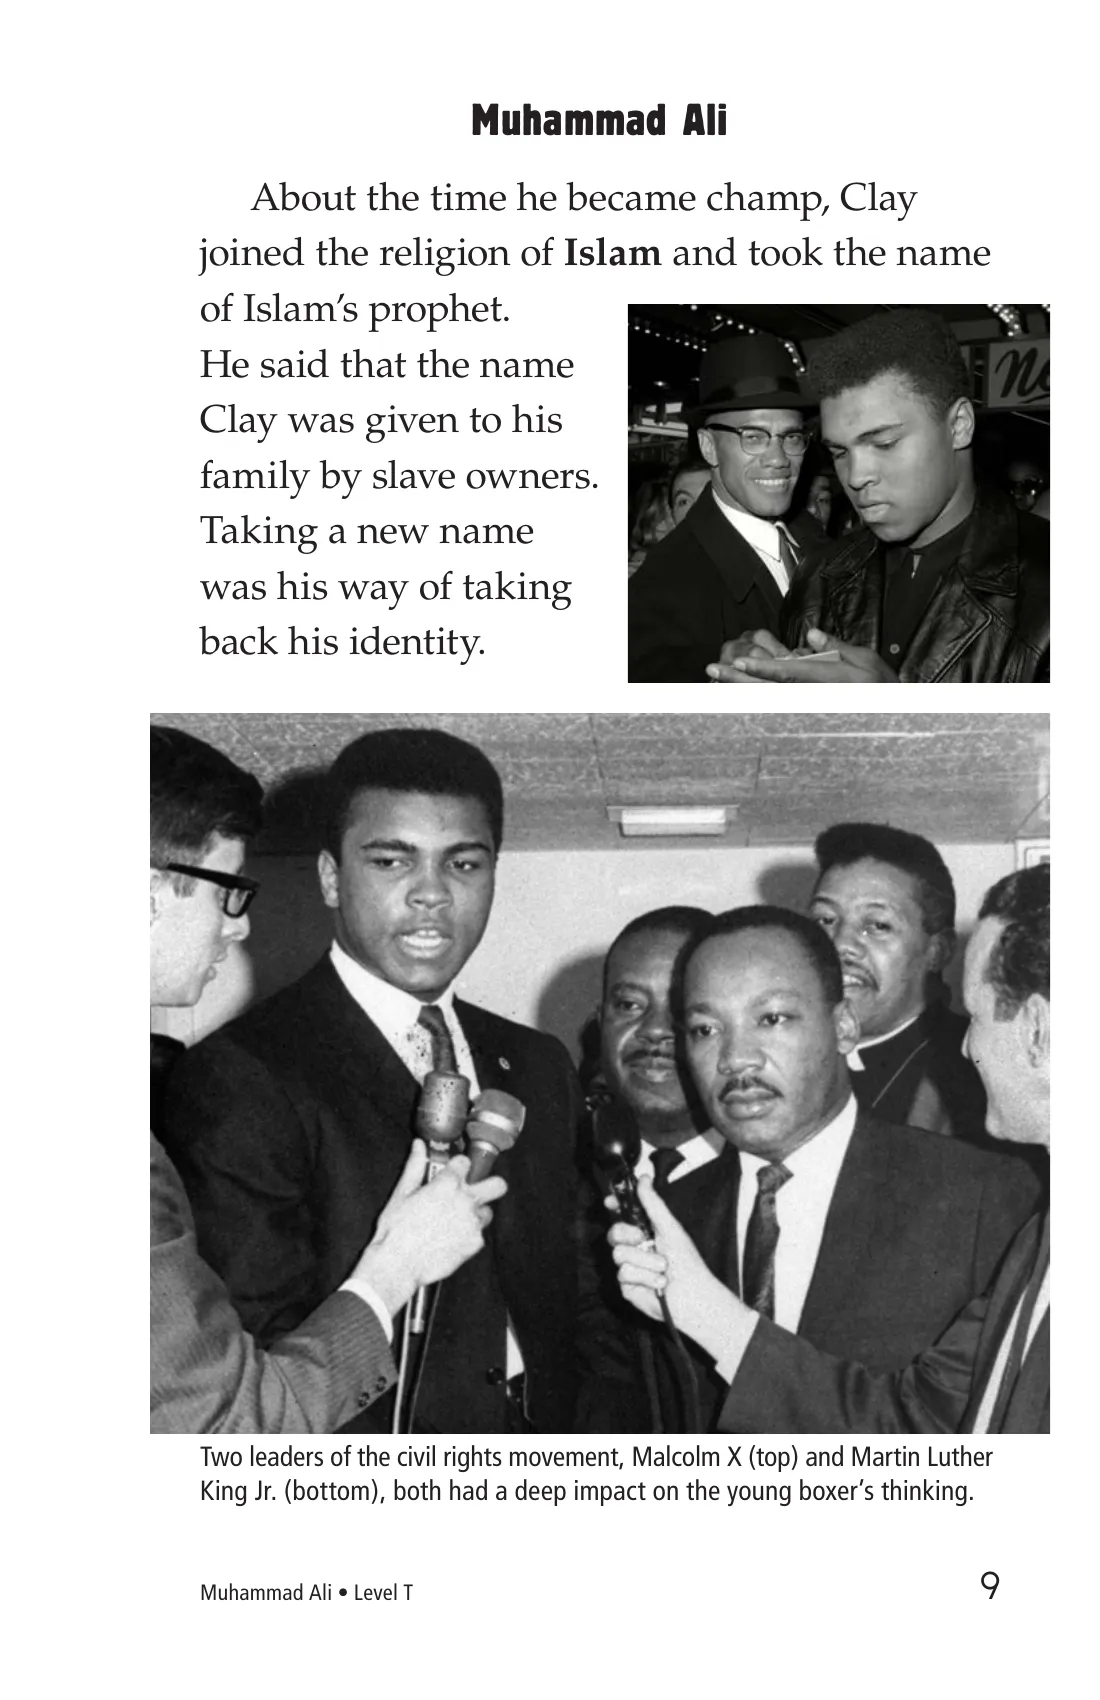 Muhammad Ali
About the time he became champ, Clay
joined the religion of Islam and took the name
of Islam’s prophet.
He said that the name
Clay was given to his
family by slave owners.
Taking a new name
was his way of taking
back his identity.
Two leaders of the civil rights movement, Malcolm X (top) and Martin Luther
King Jr. (bottom), both had a deep impact on the young boxer’s thinking.
Muhammad Ali • Level T
9